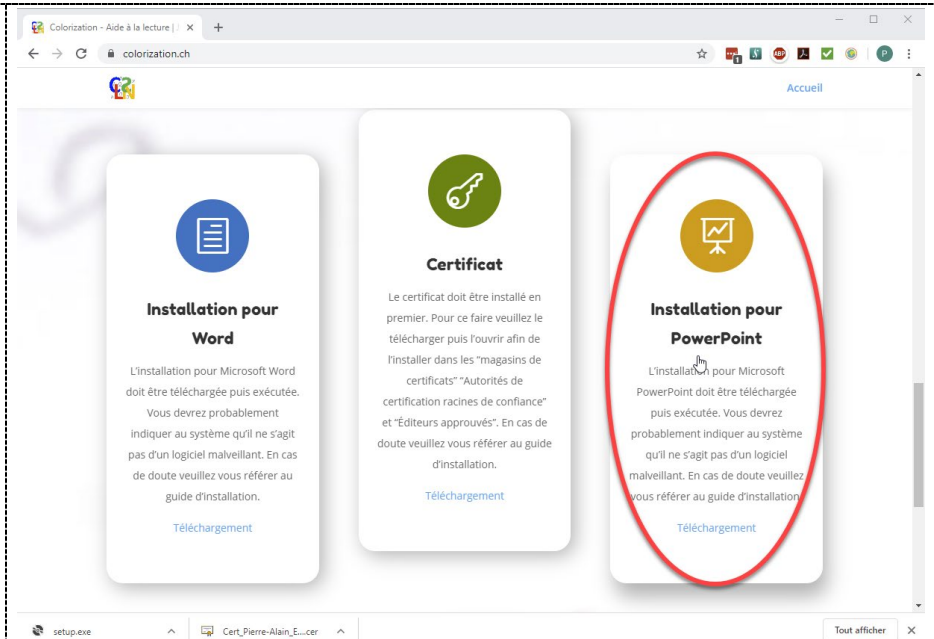 Colorization - Aide à la lecture |
colorization.ch
1
ABP
P
Accueil
Installation pour
Word
L'installation pour Microsoft Word
doit être téléchargée puis exécutée.
Vous devrez probablement
indiquer au système qu'il ne s'agit
pas d'un logiciel malveillant. En cas
de doute veuillez vous référer au
guide d'installation.
Téléchargement
Certificat
Le certificat doit être installé en
premier. Pour ce faire veuillez le
télécharger puis l'ouvrir afin de
l'installer dans les "magasins de
certificats" "Autorités de
certification racines de confiance"
et "Éditeurs approuvés". En cas de
doute veuillez vous référer au guide
d'installation.
Téléchargement
Installation pour
PowerPoint
L'installation pour Microsoft
PowerPoint doit être téléchargée
puis exécutée. Vous devrez
probablement indiquer au système
qu'il ne s'agit pas d'un logiciel
malveillant. En cas de doute veuillez
vous référer au guide d'installation
Téléchargement
setup.exe
Cert_Pierre-Alain_E....cer
Tout afficher